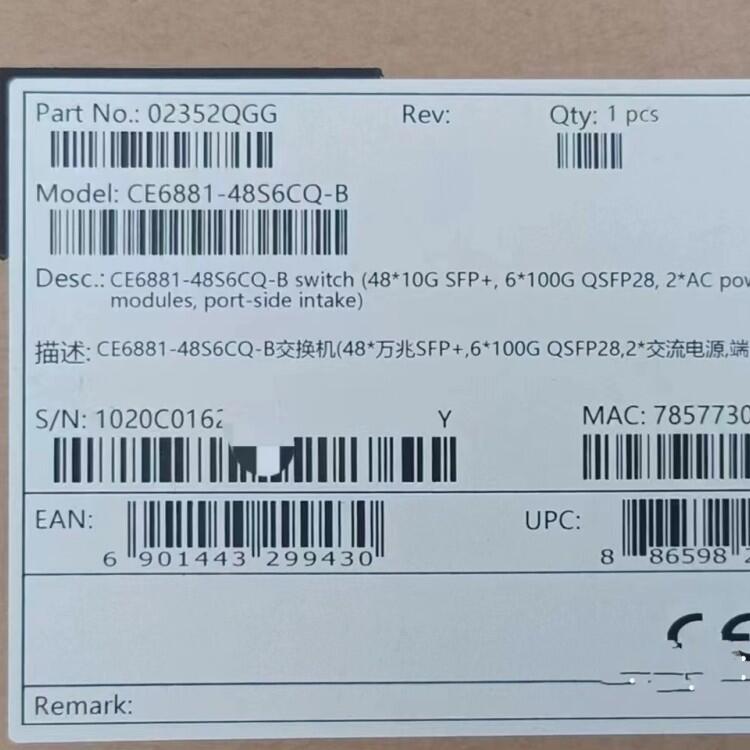 Part No.: 02352QGG Rev: Qty: 1 pcs
Model: CE6881-48S6CQ-B
Desc.: CE6881-48S6CQ-B switch (48*10G SFP+, 6*100G QSFP28, 2*AC
modules, port-side intake)
描述: CE6881-48S6CQ-B交换机(48*万兆SFP+,6*100G QSFP28,2*交流电源,端
S/N: 1020C016 Y MAC: 7857730
EAN: 6 901443 299430 UPC: 8 86598
Remark: